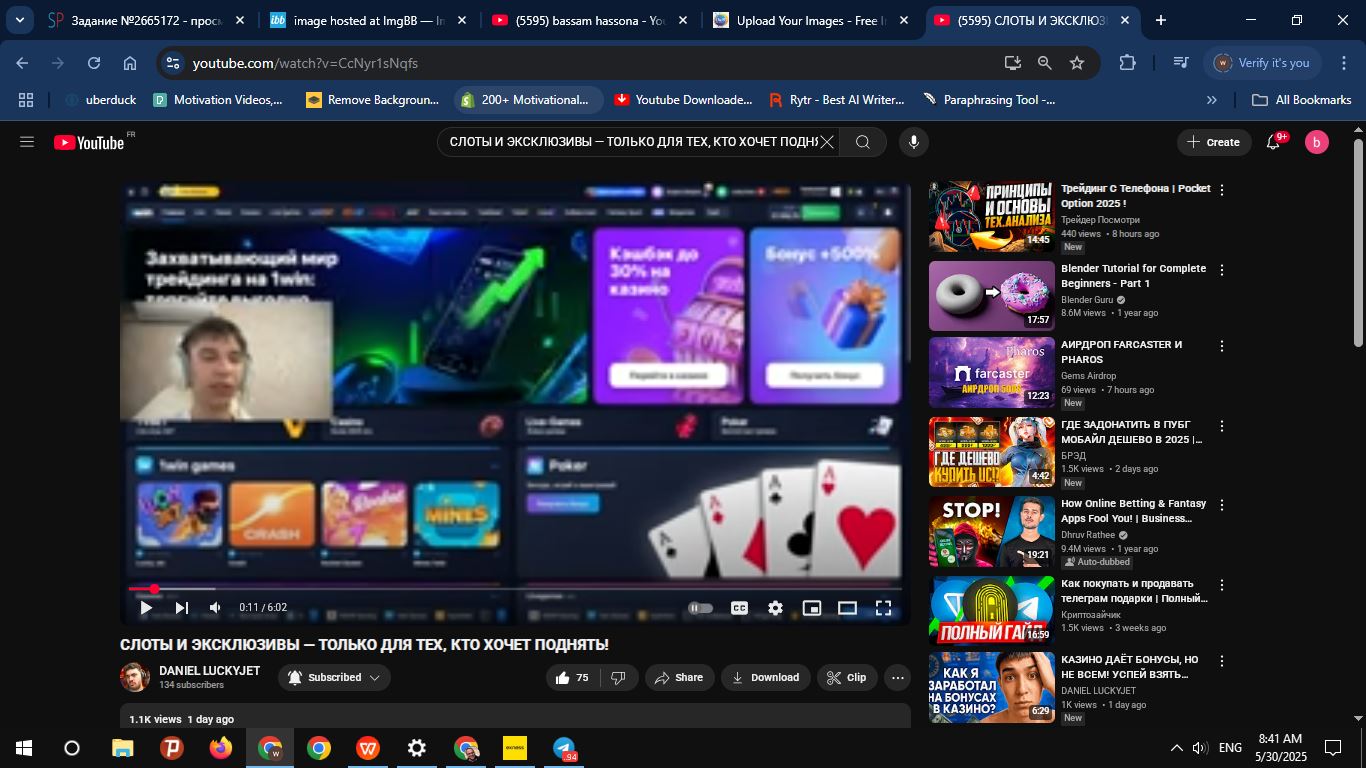 Задание №2665172 - прос
image hosted at ImgBB — Im
(5595) bassam hassona - You
Upload Your Images - Free I
(5595) СЛОТЫ И ЭКСКЛЮЗИ
youtube.com/watch?v=CcNyr1sNqfs
Verify it's you
uberduck
Motivation Videos,...
Remove Backgroun...
200+ Motivational...
Youtube Downloade...
Rytr - Best AI Writer...
Paraphrasing Tool -...
»
All Bookmarks
YouTube FR
СЛОТЫ И ЭКСКЛЮЗИВЫ — ТОЛЬКО ДЛЯ ТЕХ, КТО ХОЧЕТ ПОДНЯ
Create
9+
b
Захватывающий мир
трейдинга на 1win:
Кэшбэк до
30% на
казино
Бонус +500%
Перейти в казино
Получить бонус
Casino
Live-Games
Poker
1win games
Poker
CRASH
Rocket
MINES
0:11 / 6:02
СЛОТЫ И ЭКСКЛЮЗИВЫ — ТОЛЬКО ДЛЯ ТЕХ, КТО ХОЧЕТ ПОДНЯТЬ!
DANIEL LUCKYJET
134 subscribers
Subscribed
75
Share
Download
Clip
1.1K views 1 day ago
ПРИНЦИПЫ
И ОСНОВЫ
ТЕХ.АНАЛИЗА
14:45
Трейдинг С Телефона | Pocket
Option 2025 !
Трейдер Посмотри
440 views • 8 hours ago
New
17:57
Blender Tutorial for Complete
Beginners - Part 1
Blender Guru
8.6M views • 1 year ago
Pharos
farcaster
АИРДРОП 500$
12:23
АИРДРОП FARCASTER И
PHAROS
Gems Airdrop
69 views • 7 hours ago
New
ГДЕ ДЕШЕВО
КУПИТЬ UC!?
4:42
ГДЕ ЗАДОНАТИТЬ В ПУБГ
МОБАЙЛ ДЕШЕВО В 2025 |...
БРЭД
1.5K views • 2 days ago
New
STOP!
19:21
How Online Betting & Fantasy
Apps Fool You! | Business...
Dhruv Rathee
9.4M views • 1 year ago
Auto-dubbed
ПОЛНЫЙ ГАЙД
16:59
Как покупать и продавать
телеграм подарки | Полный...
Криптозайчик
1.5K views • 3 weeks ago
КАК Я
ЗАРАБОТАЛ
НА БОНУСАХ
В КАЗИНО?
6:29
КАЗИНО ДАЁТ БОНУСЫ, НО
НЕ ВСЕМ! УСПЕЙ ВЗЯТЬ...
DANIEL LUCKYJET
1K views • 1 day ago
New
exness
94
ENG
8:41 AM
5/30/2025